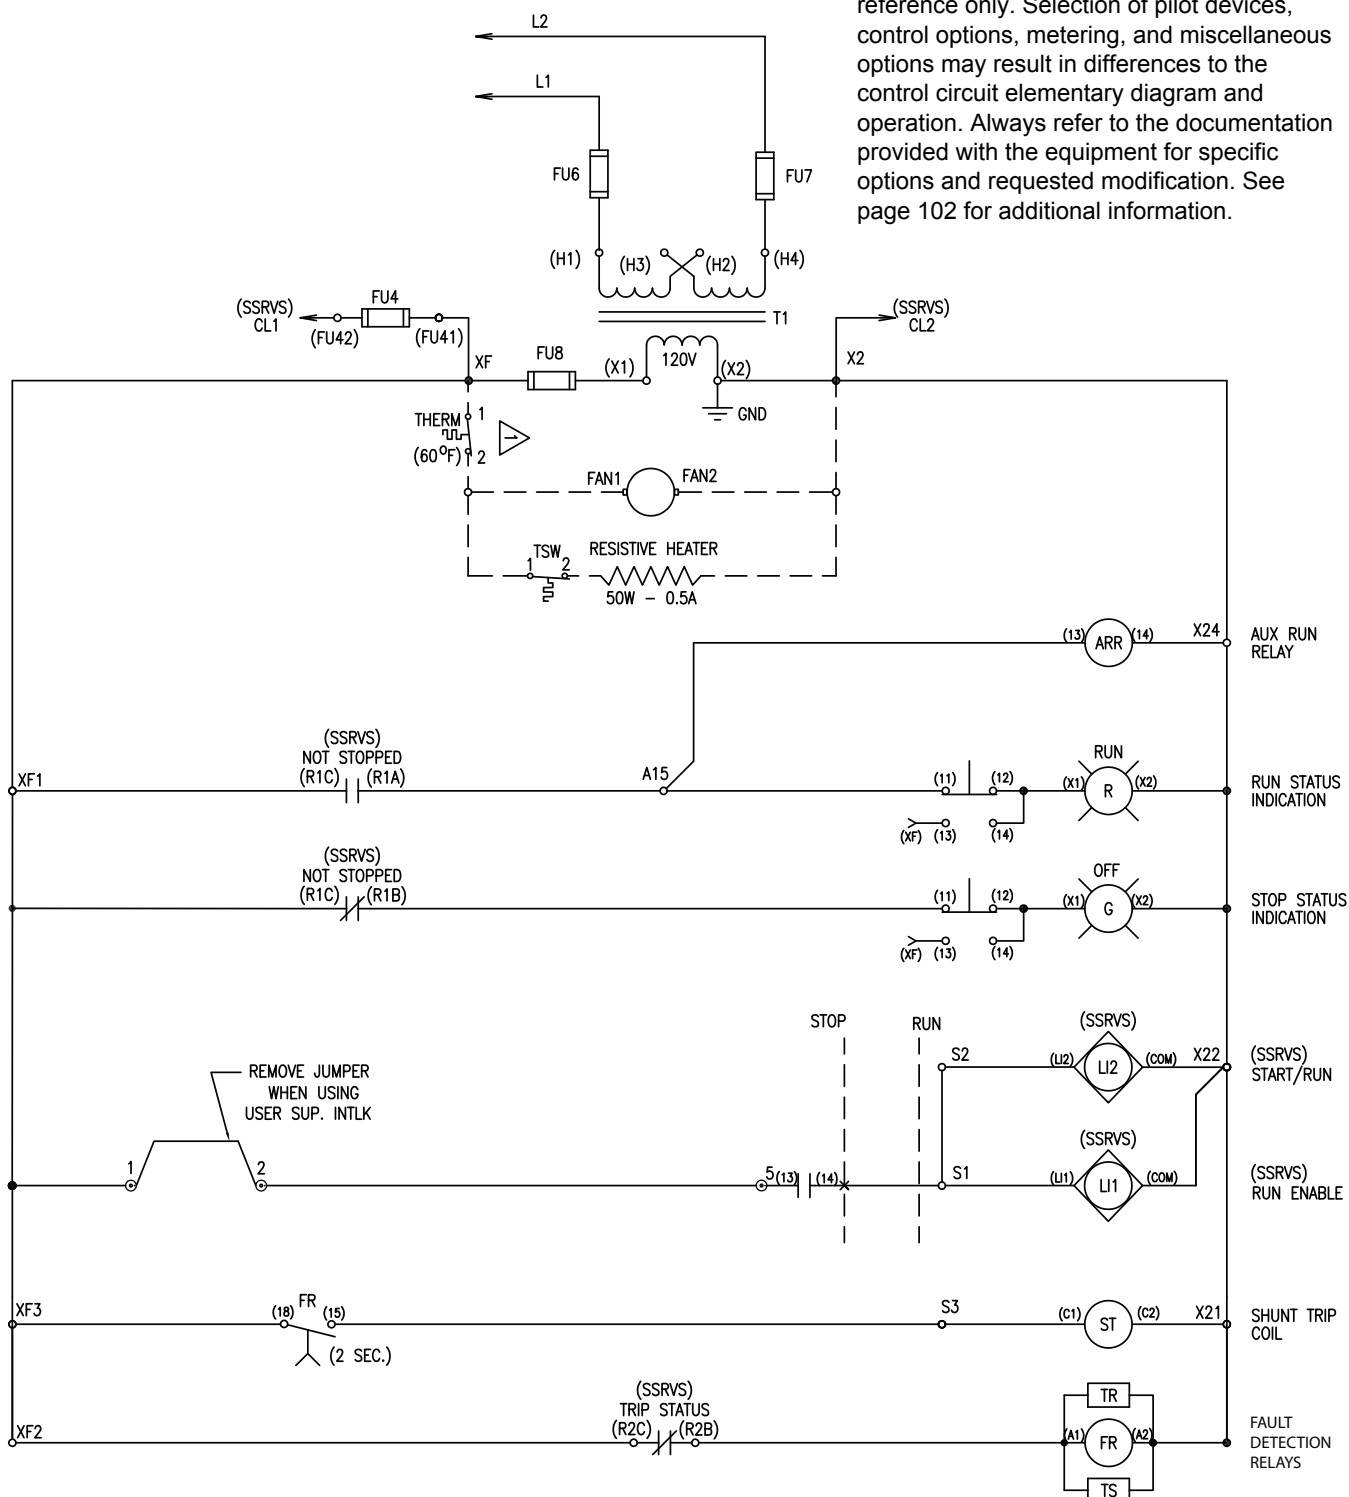 reference only. Selection of pilot devices,
control options, metering, and miscellaneous
options may result in differences to the
control circuit elementary diagram and
operation. Always refer to the documentation
provided with the equipment for specific
options and requested modification. See
page 102 for additional information.
L2
L1
FU6
FU7
(H1)
(H3)
(H2)
(H4)
T1
(SSRVS)
CL1
FU4
(FU42)
(FU41)
XF
FU8
(X1)
120V
(X2)
X2
(SSRVS)
CL2
GND
THERM
1
(60°F)
2
1
FAN1
FAN2
TSW
1
2
RESISTIVE HEATER
50W - 0.5A
(13)
ARR
(14)
X24
AUX RUN
RELAY
XF1
(SSRVS)
NOT STOPPED
(R1C) (R1A)
A15
(11) (12)
(XF) (13) (14)
RUN
(X1)
R
(X2)
RUN STATUS
INDICATION
(SSRVS)
NOT STOPPED
(R1C) (R1B)
(11) (12)
(XF) (13) (14)
OFF
(X1)
G
(X2)
STOP STATUS
INDICATION
STOP
RUN
REMOVE JUMPER
WHEN USING
USER SUP. INTLK
1
2
5
(13)
(14)
S2
(SSRVS)
(LI2)
LI2
(COM)
X22
(SSRVS)
START/RUN
S1
(SSRVS)
(LI1)
LI1
(COM)
(SSRVS)
RUN ENABLE
XF3
FR
(18) (15)
(2 SEC.)
S3
(C1)
ST
(C2)
X21
SHUNT TRIP
COIL
XF2
(SSRVS)
TRIP STATUS
(R2C) (R2B)
TR
(A1)
FR
(A2)
TS
FAULT
DETECTION
RELAYS